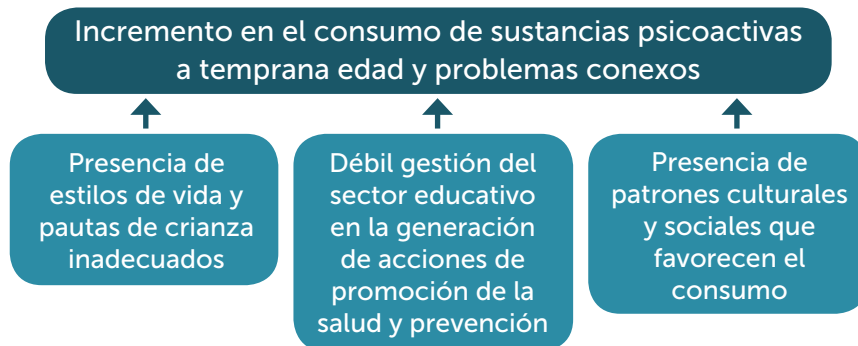 Incremento en el consumo de sustancias psicoactivas
a temprana edad y problemas conexos
Presencia de
estilos de vida y
pautas de crianza
inadecuados
Débil gestión del
sector educativo
en la generación
de acciones de
promoción de la
salud y prevención
Presencia de
patrones culturales
y sociales que
favorecen el
consumo